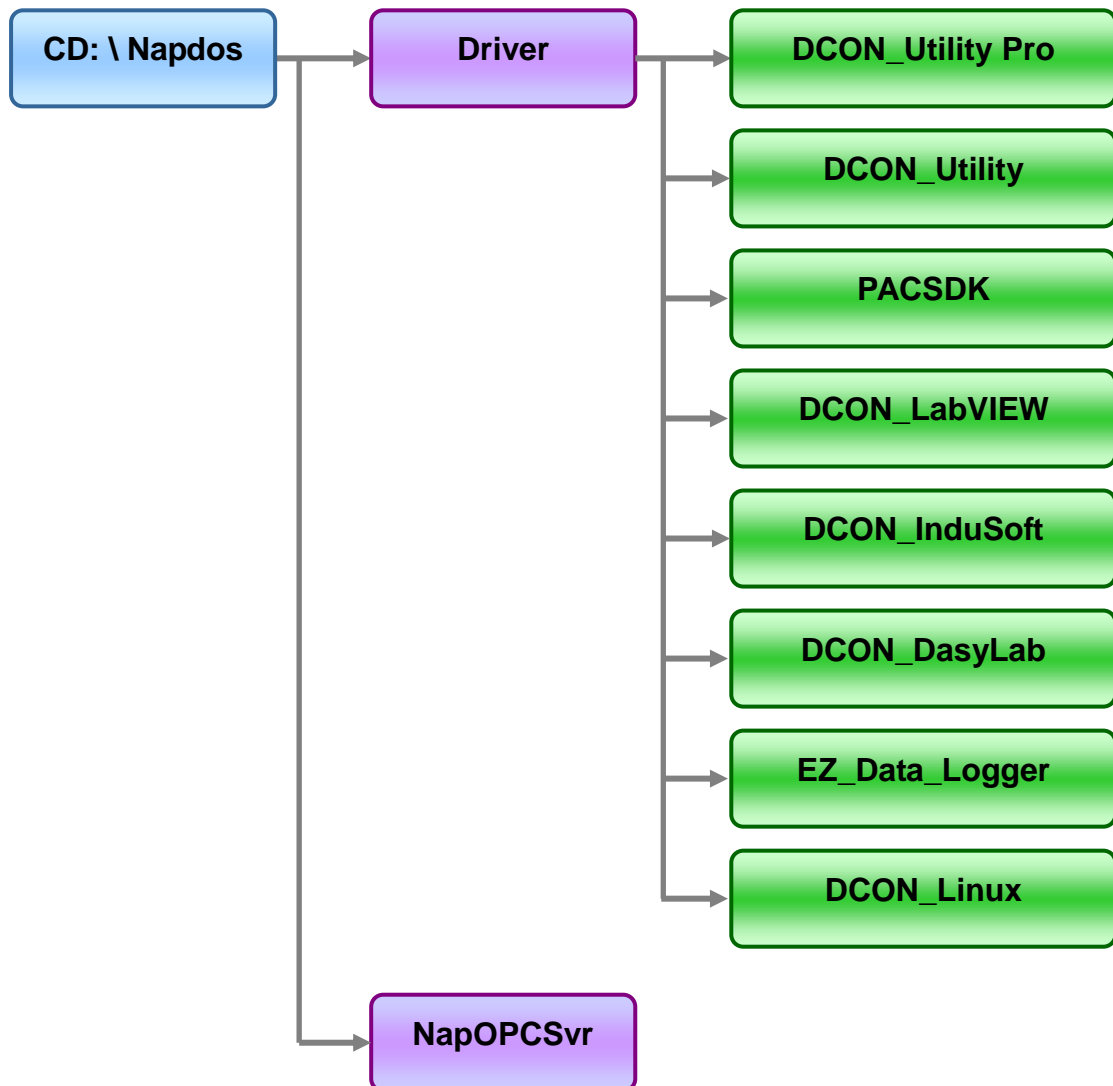 CD: \ Napdos
Driver
DCON_Utility Pro
DCON_Utility
PACSDK
DCON_LabVIEW
DCON_InduSoft
DCON_DasyLab
EZ_Data_Logger
DCON_Linux
NapOPCSvr